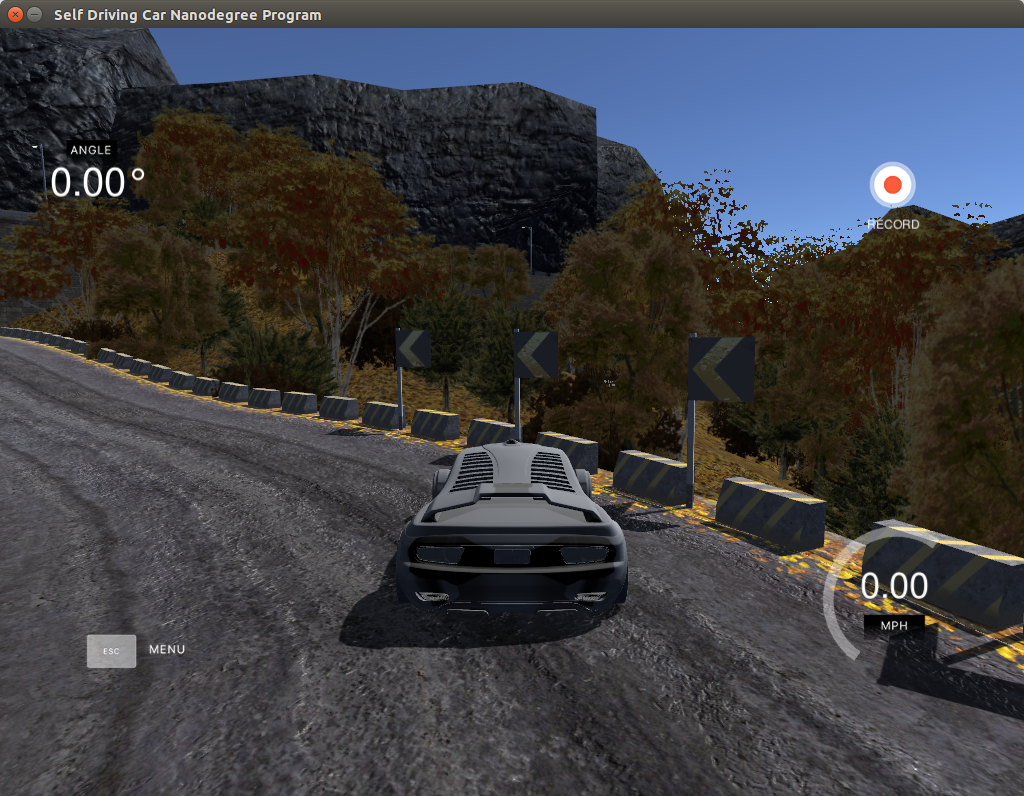 Self Driving Car Nanodegree Program
ANGLE
0.00°
RECORD
0.00
MPH
ESC
MENU